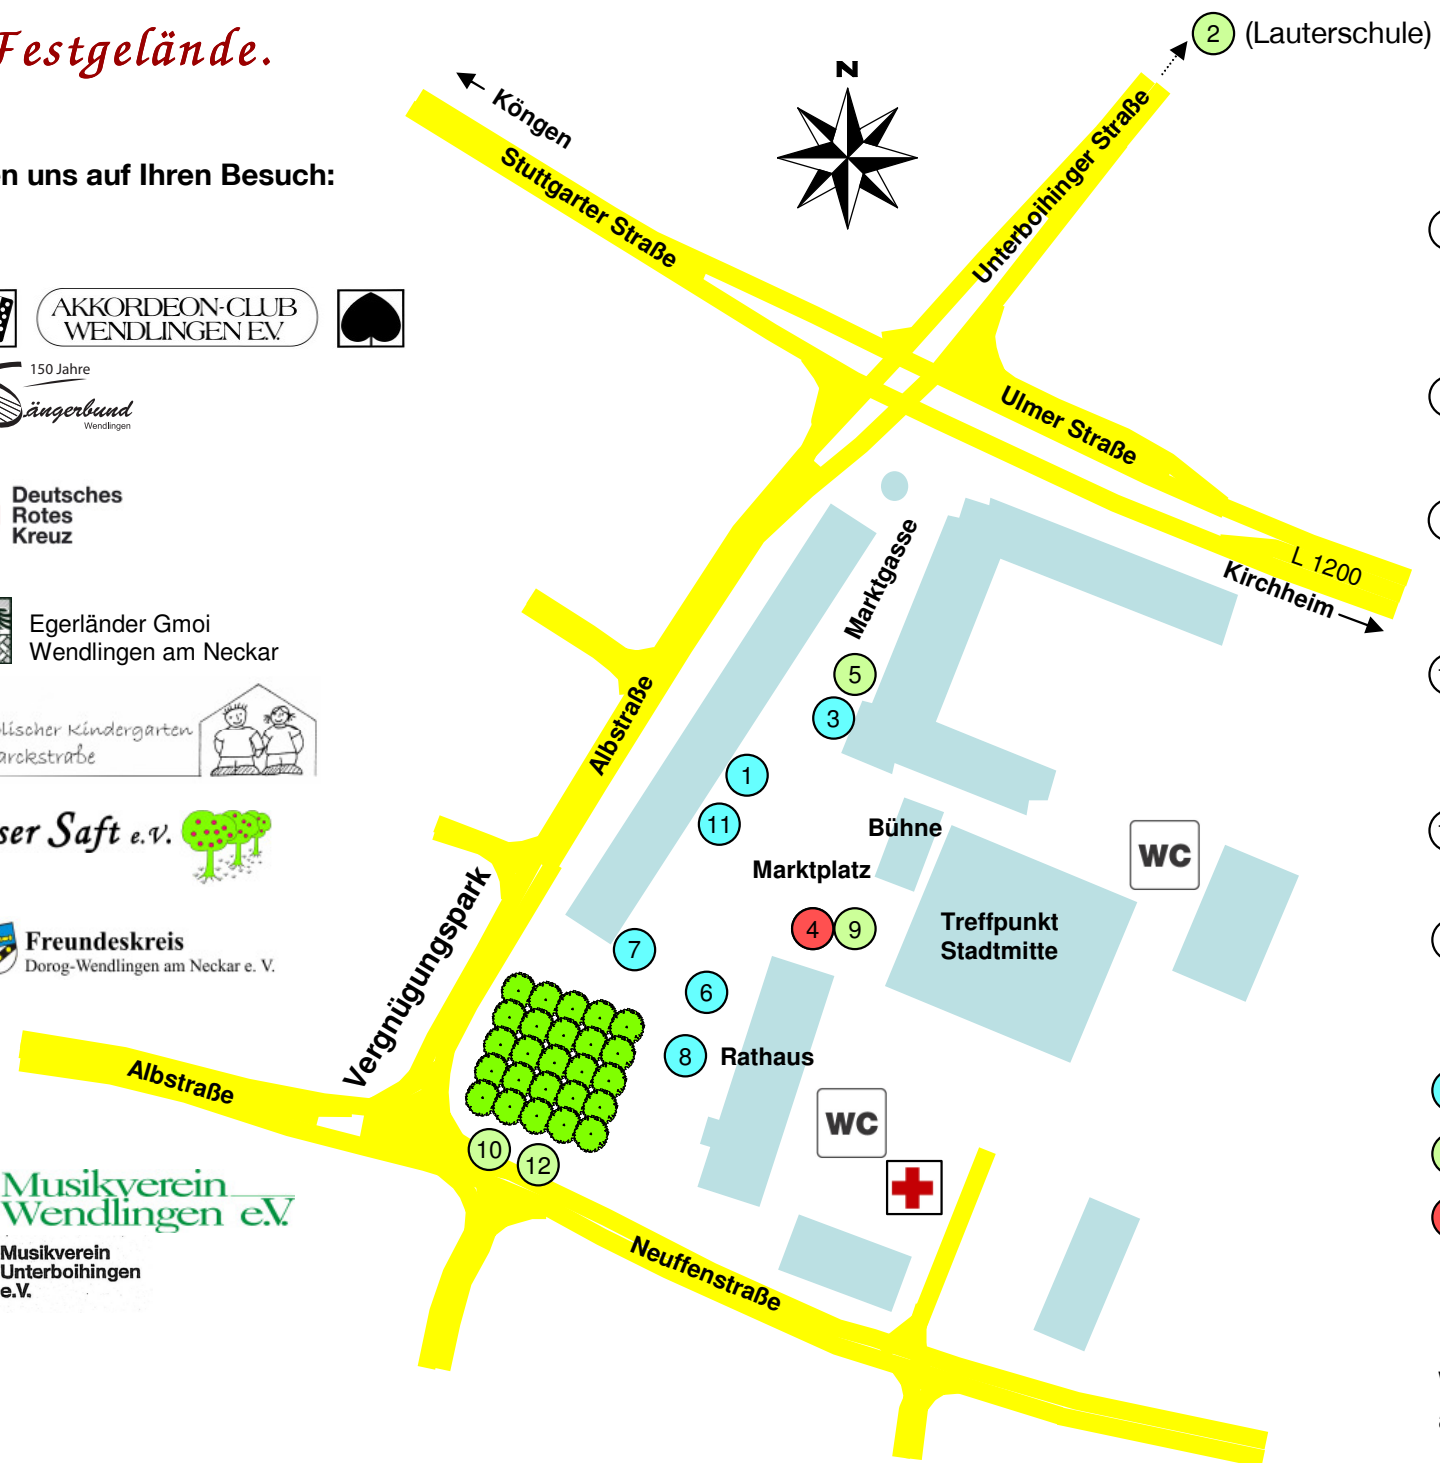 Festgelände.
uns auf Ihren Besuch:
AKKORDEON-CLUB
WENDLINGEN E.V.
150 Jahre
Sängerbund
Wendlingen
Deutsches
Rotes
Kreuz
Egerländer Gmoi
Wendlingen am Neckar
Kindergarten
Saft e.V.
Freundeskreis
Dorog-Wendlingen am Neckar e. V.
Musikverein
Wendlingen e.V.
Musikverein
Unterboihingen
e.V.
2 (Lauterschule)
N
Köngen
Stuttgarter Straße
Unterboihinger Straße
Ulmer Straße
L 1200
Kirchheim
Marktgasse
5
3
Albstraße
1
11
Bühne
Marktplatz
WC
4
9
Treffpunkt
Stadtmitte
7
6
8
Rathaus
Vergnügungspark
Albstraße
WC
10
12
Neuffenstraße